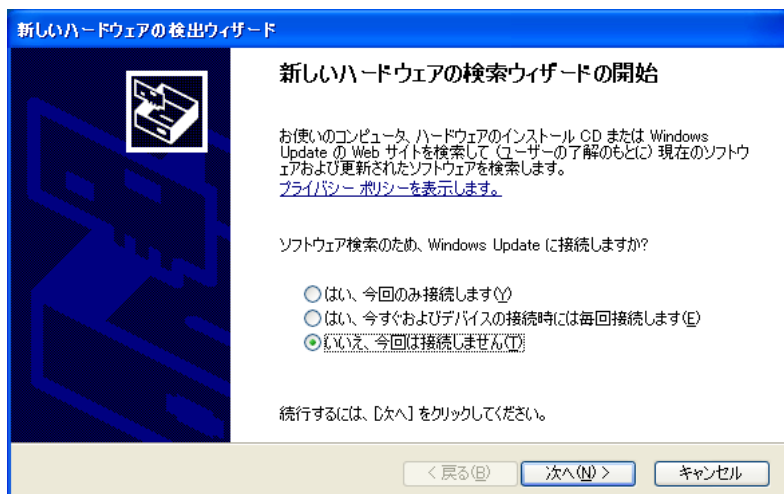 新しいハードウェアの検出ウィザード
新しいハードウェアの検索ウィザードの開始
お使いのコンピュータ、ハードウェアのインストール CD または Windows
Update の Web サイトを検索して (ユーザーの了解のもとに) 現在のソフトウ
ェアおよび更新されたソフトウェアを検索します。
プライバシー ポリシーを表示します。
ソフトウェア検索のため、Windows Update に接続しますか?
はい、今回のみ接続します(Y)
はい、今すぐおよびデバイスの接続時には毎回接続します(E)
いいえ、今回は接続しません(T)
続行するには、[次へ] をクリックしてください。
< 戻る(B) 次へ(N) > キャンセル